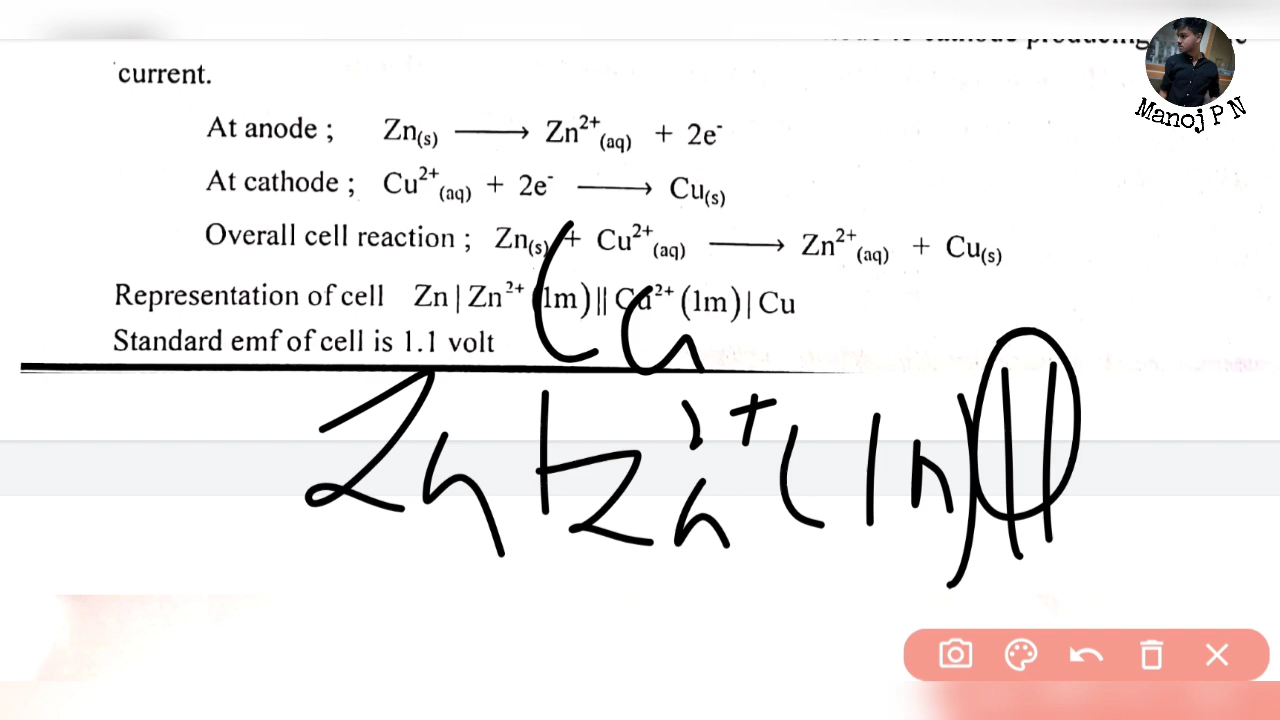 current.
Manoj P N
At anode ; Zn(s) ⟶ Zn²⁺(aq) + 2e⁻
At cathode ; Cu²⁺(aq) + 2e⁻ ⟶ Cu(s)
Overall cell reaction ; Zn(s) + Cu²⁺(aq) ⟶ Zn²⁺(aq) + Cu(s)
Representation of cell Zn | Zn²⁺ (1m) || Cu²⁺ (1m) | Cu
Standard emf of cell is 1.1 volt
Zn | Zn²⁺ (1m) ||